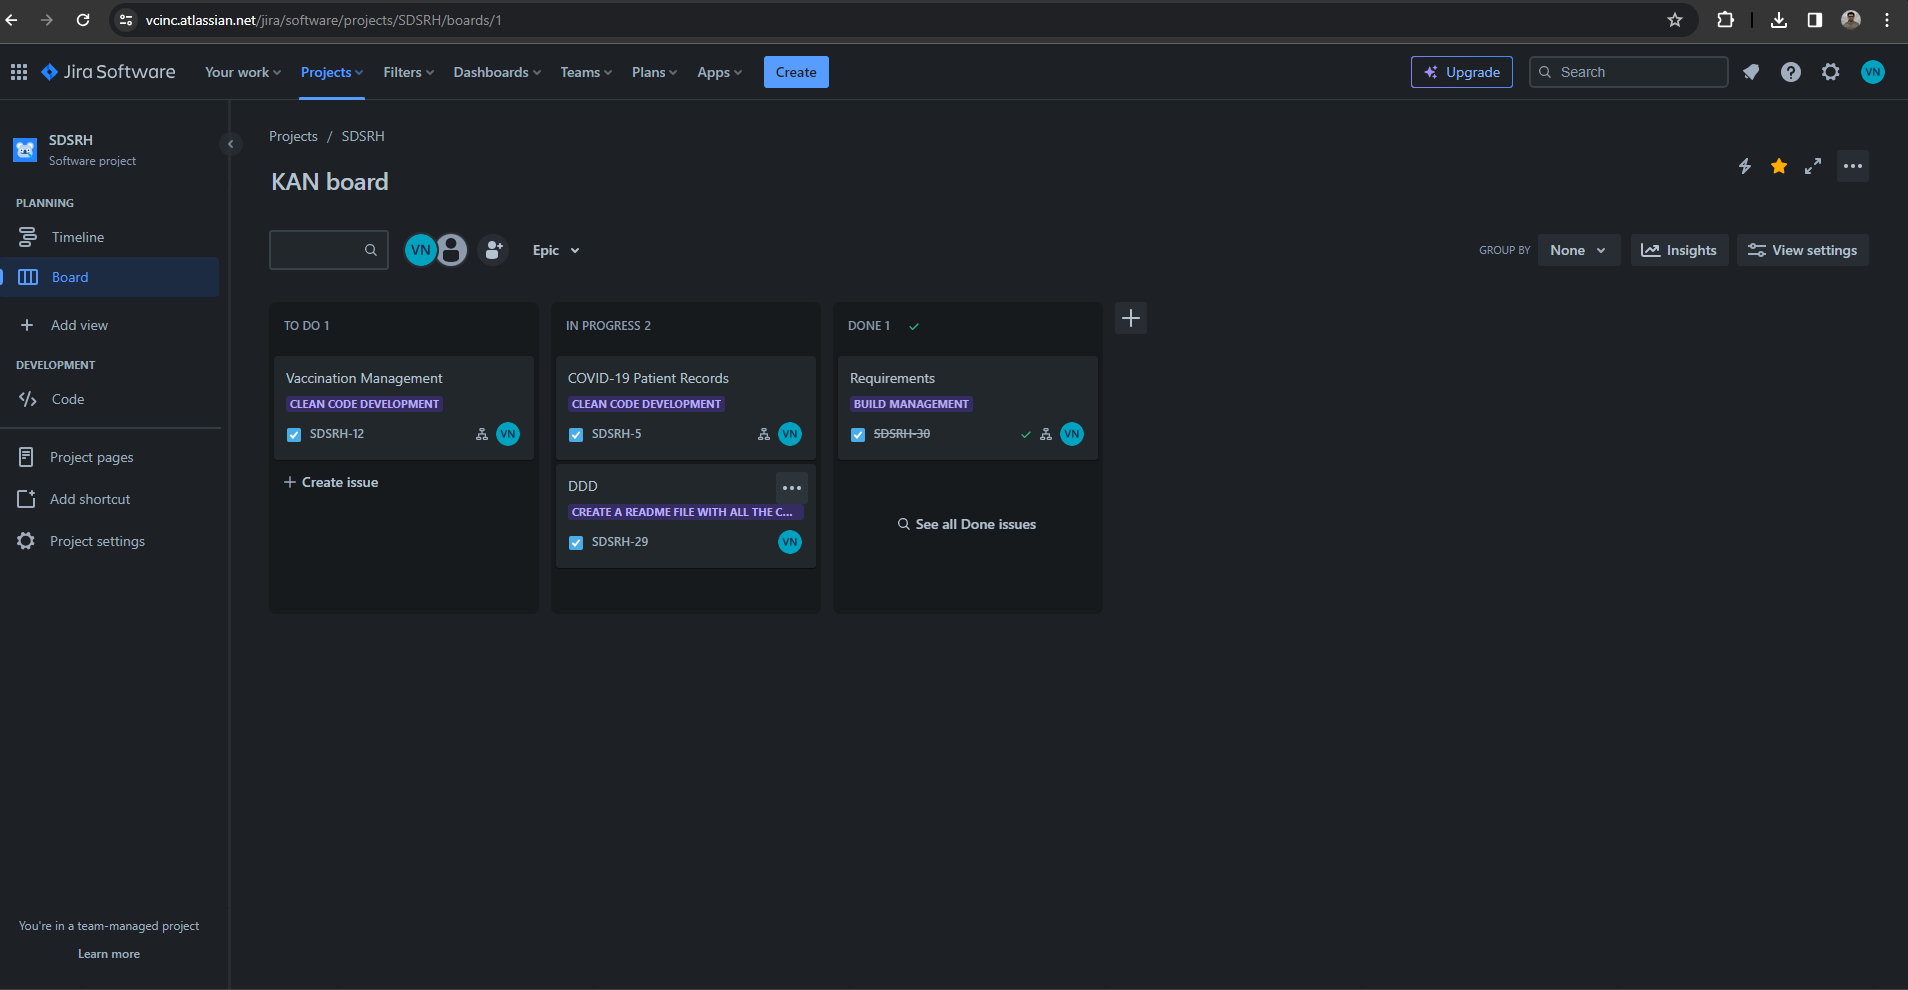 vcinc.atlassian.net/jira/software/projects/SDSRH/boards/1
Jira Software Your work Projects Filters Dashboards Teams Plans Apps Create Upgrade Search VN
SDSRH
Software project
PLANNING
Timeline
Board
Add view
DEVELOPMENT
Code
Project pages
Add shortcut
Project settings
You're in a team-managed project
Learn more
Projects / SDSRH
KAN board
VN Epic GROUP BY None Insights View settings
TO DO 1
Vaccination Management
CLEAN CODE DEVELOPMENT
SDSRH-12 VN
Create issue
IN PROGRESS 2
COVID-19 Patient Records
CLEAN CODE DEVELOPMENT
SDSRH-5 VN
DDD
CREATE A README FILE WITH ALL THE C...
SDSRH-29 VN
DONE 1
Requirements
BUILD MANAGEMENT
SDSRH-30 VN
See all Done issues